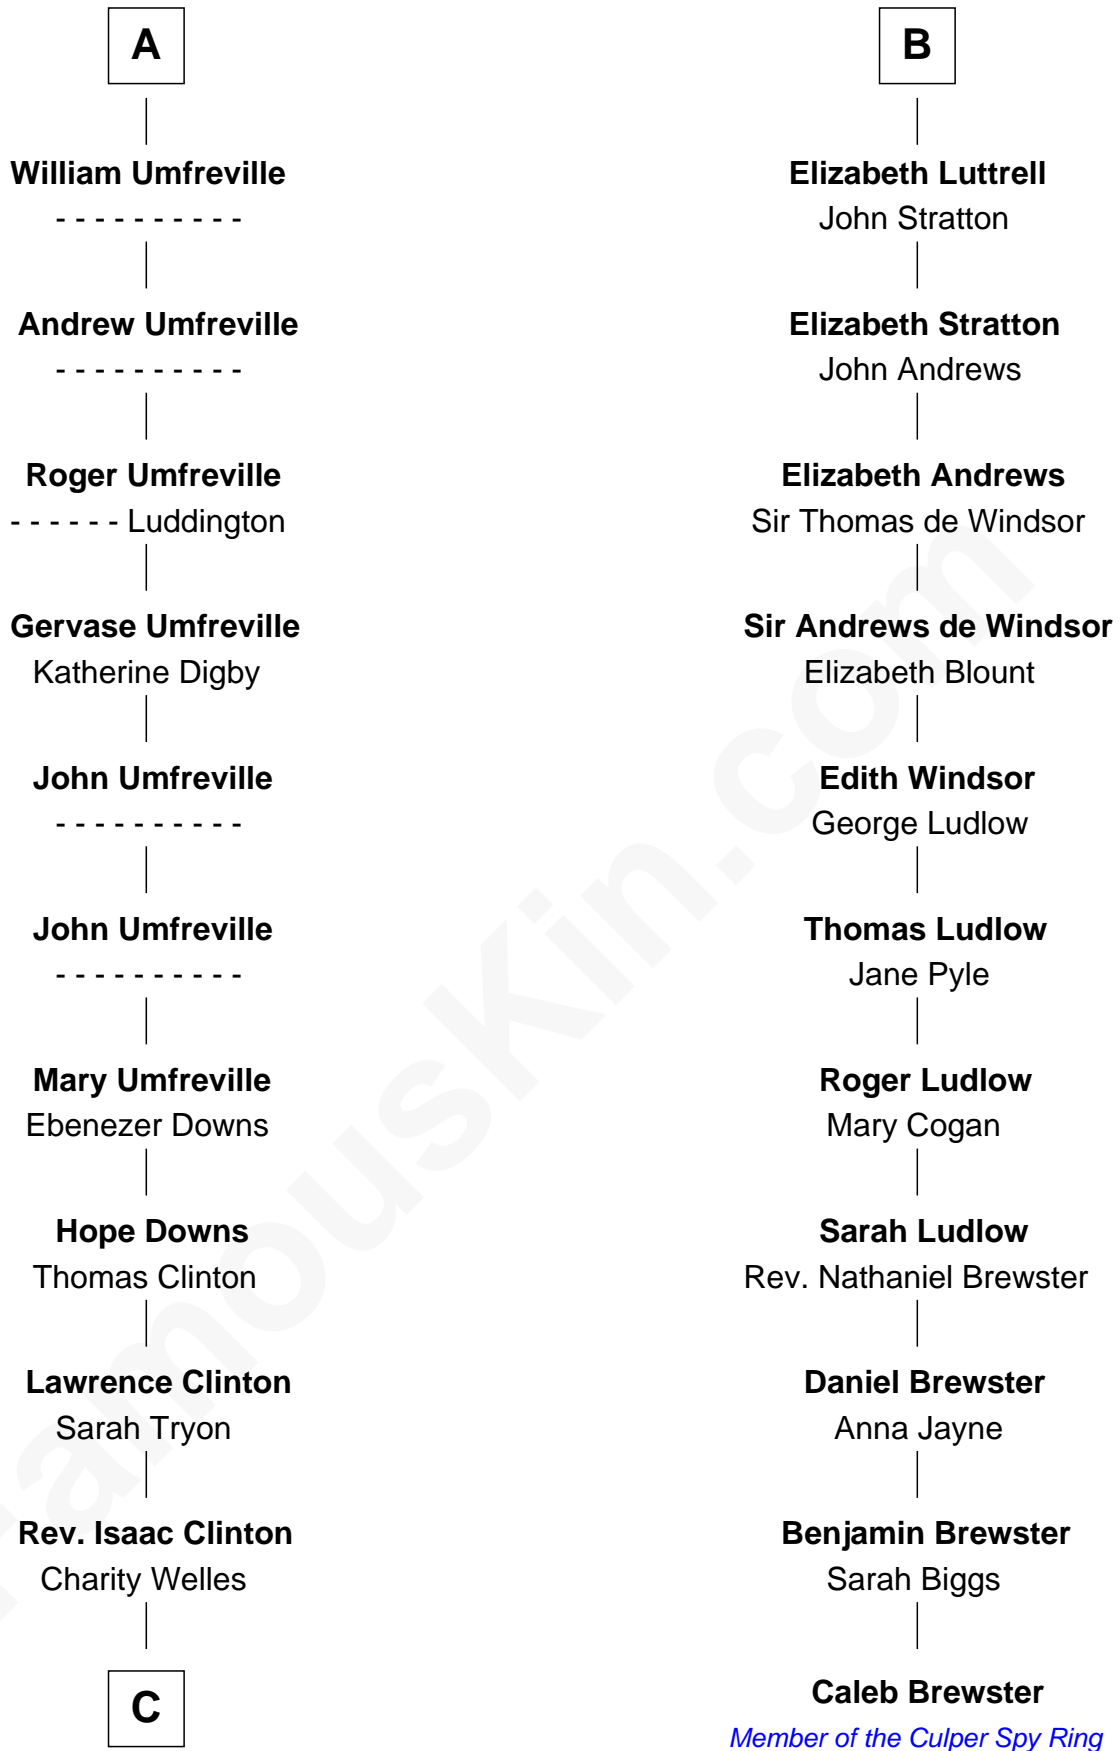 A
William Umfreville
- - - - - - - - - -
Andrew Umfreville
- - - - - - - - - -
Roger Umfreville
- - - - - - Luddington
Gervase Umfreville
Katherine Digby
John Umfreville
- - - - - - - - - -
John Umfreville
- - - - - - - - - -
Mary Umfreville
Ebenezer Downs
Hope Downs
Thomas Clinton
Lawrence Clinton
Sarah Tryon
Rev. Isaac Clinton
Charity Welles
C
B
Elizabeth Luttrell
John Stratton
Elizabeth Stratton
John Andrews
Elizabeth Andrews
Sir Thomas de Windsor
Sir Andrews de Windsor
Elizabeth Blount
Edith Windsor
George Ludlow
Thomas Ludlow
Jane Pyle
Roger Ludlow
Mary Cogan
Sarah Ludlow
Rev. Nathaniel Brewster
Daniel Brewster
Anna Jayne
Benjamin Brewster
Sarah Biggs
Caleb Brewster
Member of the Culper Spy Ring
FamousKin.com